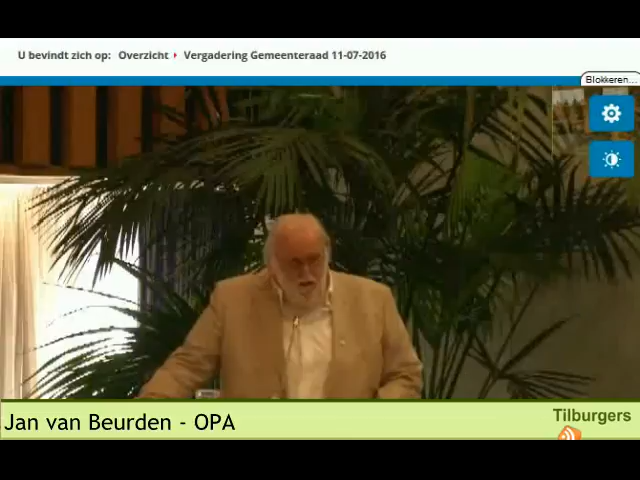 U bevindt zich op: Overzicht Vergadering Gemeenteraad 11-07-2016
Blokkeren...
Jan van Beurden - OPA
Tilburgers